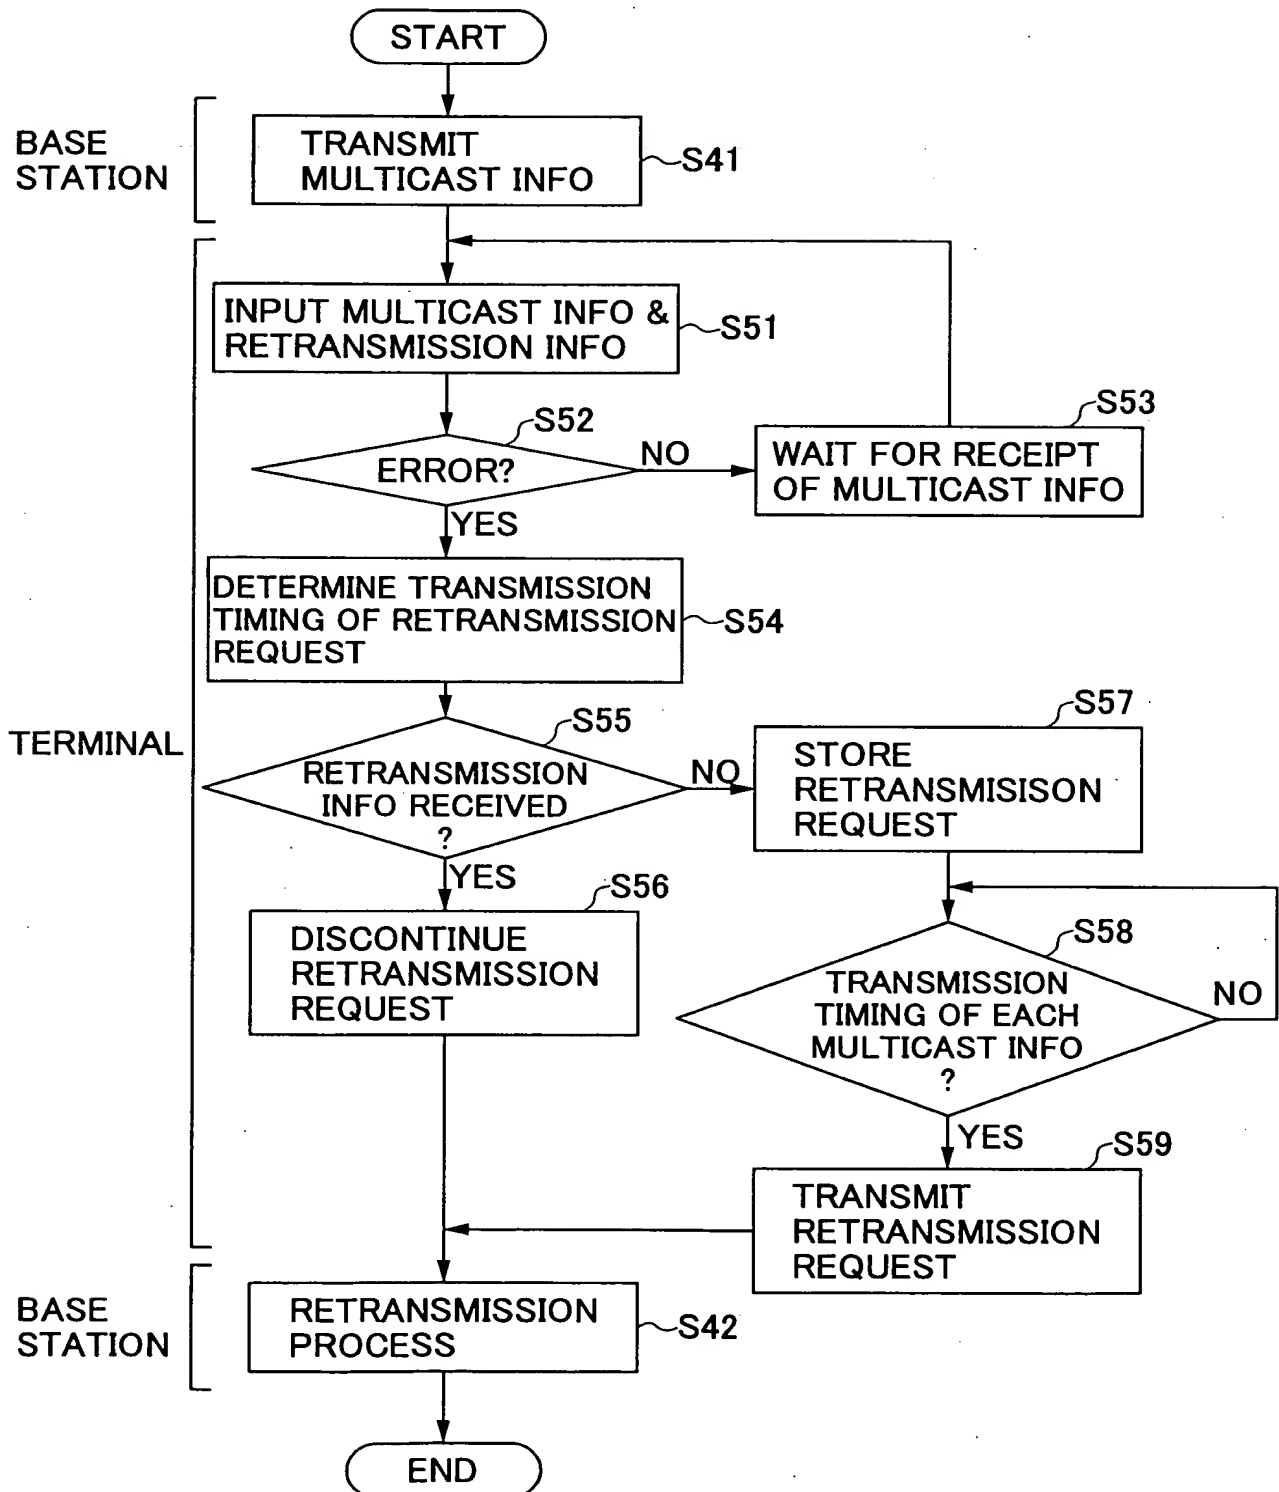 START
BASE
STATION
TRANSMIT
MULTICAST INFO
S41
INPUT MULTICAST INFO &
RETRANSMISSION INFO
S51
S52
ERROR?
NO
YES
S53
WAIT FOR RECEIPT
OF MULTICAST INFO
DETERMINE TRANSMISSION
TIMING OF RETRANSMISSION
REQUEST
S54
TERMINAL
S55
RETRANSMISSION
INFO RECEIVED
?
NO
YES
S57
STORE
RETRANSMISISON
REQUEST
S56
DISCONTINUE
RETRANSMISSION
REQUEST
S58
TRANSMISSION
TIMING OF EACH
MULTICAST INFO
?
NO
YES
S59
TRANSMIT
RETRANSMISSION
REQUEST
BASE
STATION
RETRANSMISSION
PROCESS
S42
END